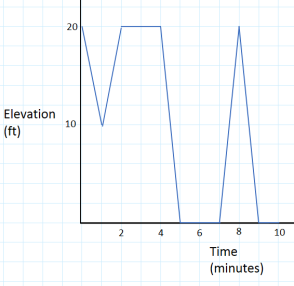 20
Elevation
(ft)
10
2 4 6 8 10
Time
(minutes)